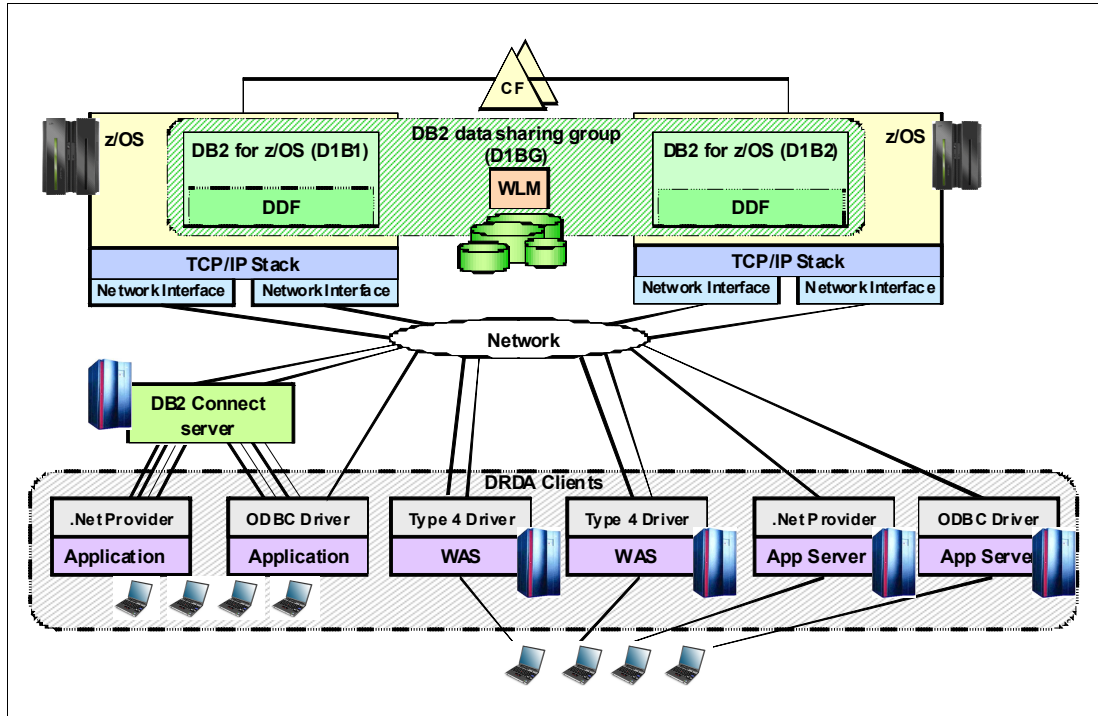 CF
z/OS
DB2 data sharing group
(D1BG)
z/OS
DB2 for z/OS (D1B1)
DB2 for z/OS (D1B2)
WLM
DDF
DDF
TCP/IP Stack
TCP/IP Stack
Network Interface
Network Interface
Network Interface
Network Interface
Network
DB2 Connect
server
DRDA Clients
.Net Provider
ODBC Driver
Type 4 Driver
Type 4 Driver
.Net Provider
ODBC Driver
Application
Application
WAS
WAS
App Server
App Server